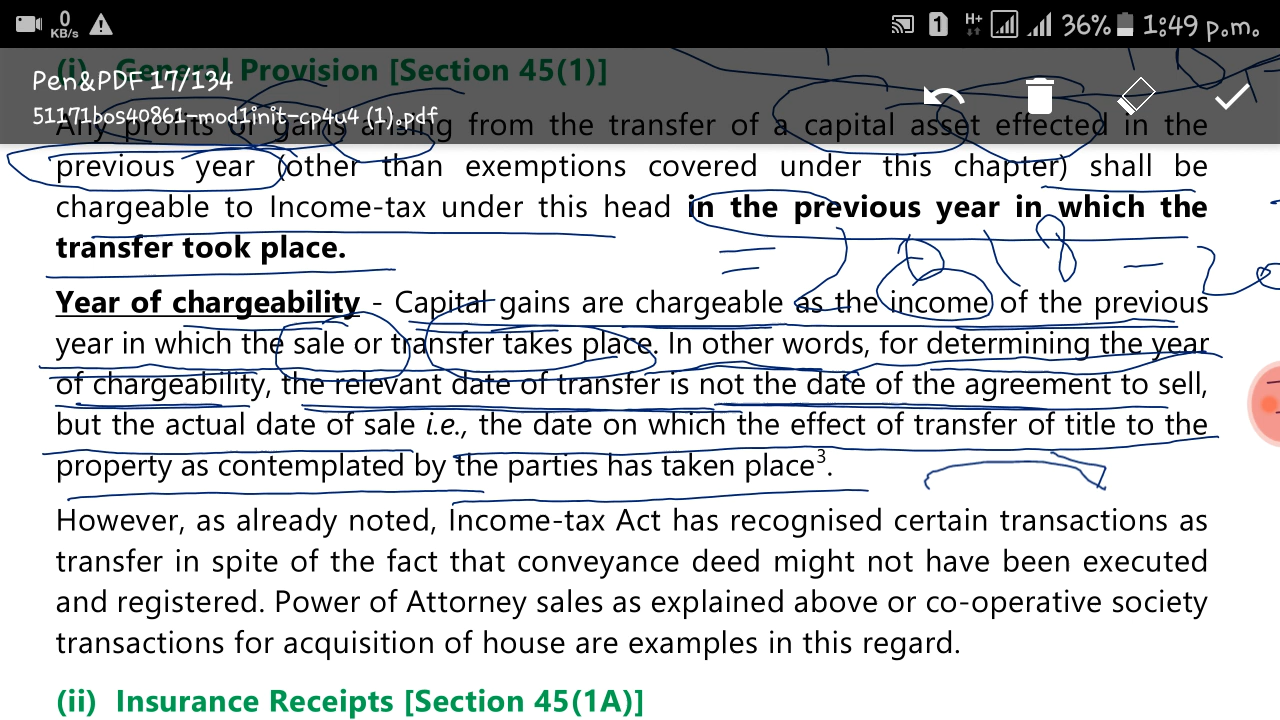 0 KB/s 1 H+ 36% 1:49 p.m.
(i) General Provision [Section 45(1)]
Pen&PDF 17/134
51171bos40861-mod1init-cp4u4 (1).pdf
Any profits or gains arising from the transfer of a capital asset effected in the
previous year (other than exemptions covered under this chapter) shall be
chargeable to Income-tax under this head in the previous year in which the
transfer took place.
= 2018 - 20
Year of chargeability - Capital gains are chargeable as the income of the previous
year in which the sale or transfer takes place. In other words, for determining the year
of chargeability, the relevant date of transfer is not the date of the agreement to sell,
but the actual date of sale i.e., the date on which the effect of transfer of title to the
property as contemplated by the parties has taken place3.
However, as already noted, Income-tax Act has recognised certain transactions as
transfer in spite of the fact that conveyance deed might not have been executed
and registered. Power of Attorney sales as explained above or co-operative society
transactions for acquisition of house are examples in this regard.
(ii) Insurance Receipts [Section 45(1A)]